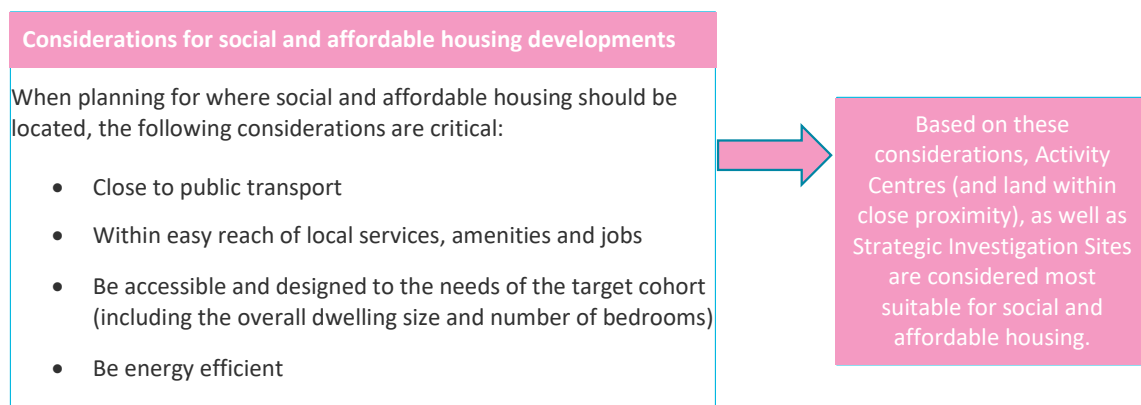 Considerations for social and affordable housing developments
When planning for where social and affordable housing should be
located, the following considerations are critical:
• Close to public transport
• Within easy reach of local services, amenities and jobs
• Be accessible and designed to the needs of the target cohort
(including the overall dwelling size and number of bedrooms)
• Be energy efficient
Based on these
considerations, Activity
Centres (and land within
close proximity), as well as
Strategic Investigation Sites
are considered most
suitable for social and
affordable housing.